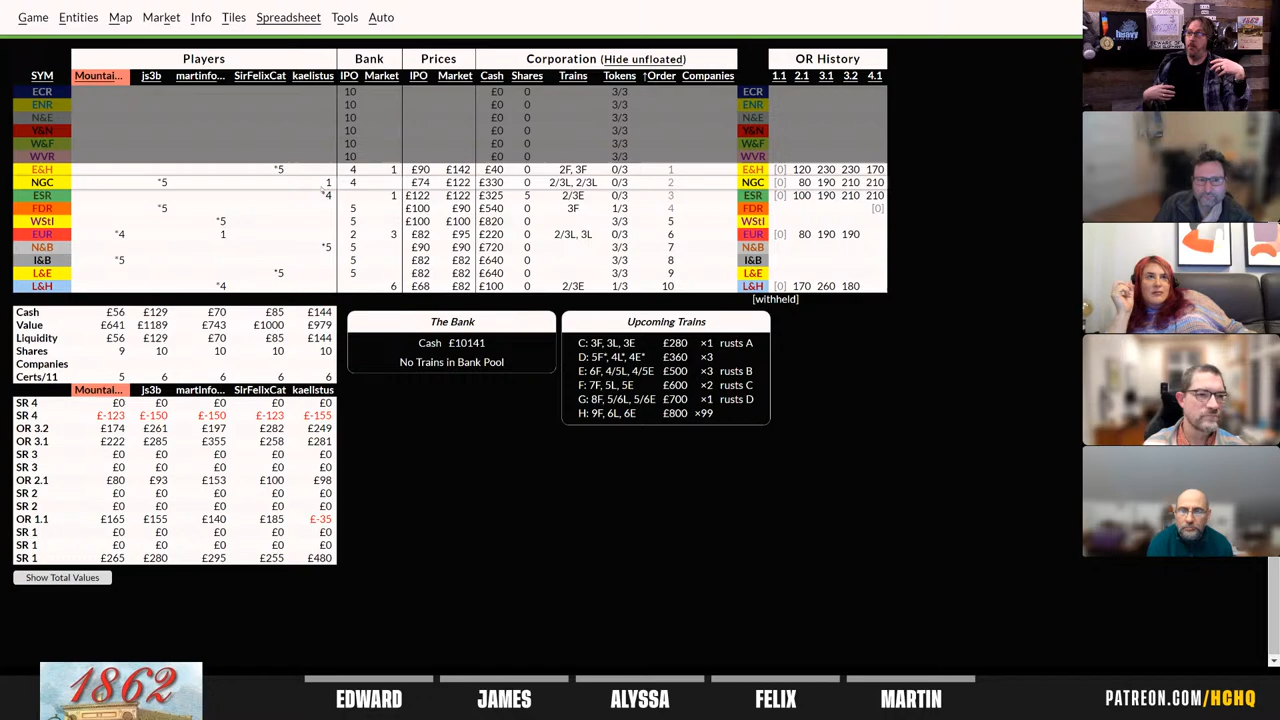 Game Entities Map Market Info Tiles Spreadsheet Tools Auto
Players Bank Prices Corporation (Hide unfloated) OR History
SYM Mountai... js3b martinfo... SirFelixCat kaelistus IPO Market IPO Market Cash Shares Trains Tokens ↑Order Companies 1.1 2.1 3.1 3.2 4.1
ECR 10 £0 0 3/3 ECR
ENR 10 £0 0 3/3 ENR
N&E 10 £0 0 3/3 N&E
Y&N 10 £0 0 3/3 Y&N
W&F 10 £0 0 3/3 W&F
WVR 10 £0 0 3/3 WVR
E&H *5 4 1 £90 £142 £40 0 2F, 3F 0/3 1 E&H [0] 120 230 230 170
NGC *5 1 4 £74 £122 £330 0 2/3L, 2/3L 0/3 2 NGC [0] 80 190 210 210
ESR *4 1 £122 £122 £325 5 2/3E 0/3 3 ESR [0] 100 190 210 210
FDR *5 5 £100 £90 £540 0 3F 1/3 4 FDR [0]
WStI *5 5 £100 £100 £820 0 3/3 5 WStI
EUR *4 1 2 3 £82 £95 £220 0 2/3L, 3L 0/3 6 EUR [0] 80 190 190
N&B *5 5 £90 £90 £720 0 3/3 7 N&B
I&B *5 5 £82 £82 £640 0 3/3 8 I&B
L&E *5 5 £82 £82 £640 0 3/3 9 L&E
L&H *4 6 £68 £82 £100 0 2/3E 1/3 10 L&H [0] 170 260 180
[withheld]
Cash £56 £129 £70 £85 £144
Value £641 £1189 £743 £1000 £979
Liquidity £56 £129 £70 £85 £144
Shares 9 10 10 10 10
Companies
Certs/11 5 6 6 6 6
Mountai... js3b martinfo... SirFelixCat kaelistus
SR 4 £0 £0 £0 £0 £0
SR 4 £-123 £-150 £-150 £-123 £-155
OR 3.2 £174 £261 £197 £282 £249
OR 3.1 £222 £285 £355 £258 £281
SR 3 £0 £0 £0 £0 £0
SR 3 £0 £0 £0 £0 £0
OR 2.1 £80 £93 £153 £100 £98
SR 2 £0 £0 £0 £0 £0
SR 2 £0 £0 £0 £0 £0
OR 1.1 £165 £155 £140 £185 £-35
SR 1 £0 £0 £0 £0 £0
SR 1 £0 £0 £0 £0 £0
SR 1 £265 £280 £295 £255 £480
Show Total Values
The Bank
Cash £10141
No Trains in Bank Pool
Upcoming Trains
C: 3F, 3L, 3E £280 ×1 rusts A
D: 5F*, 4L*, 4E* £360 ×3
E: 6F, 4/5L, 4/5E £500 ×3 rusts B
F: 7F, 5L, 5E £600 ×2 rusts C
G: 8F, 5/6L, 5/6E £700 ×1 rusts D
H: 9F, 6L, 6E £800 ×99
1862
EDWARD JAMES ALYSSA FELIX MARTIN
PATREON.COM/HCHQ